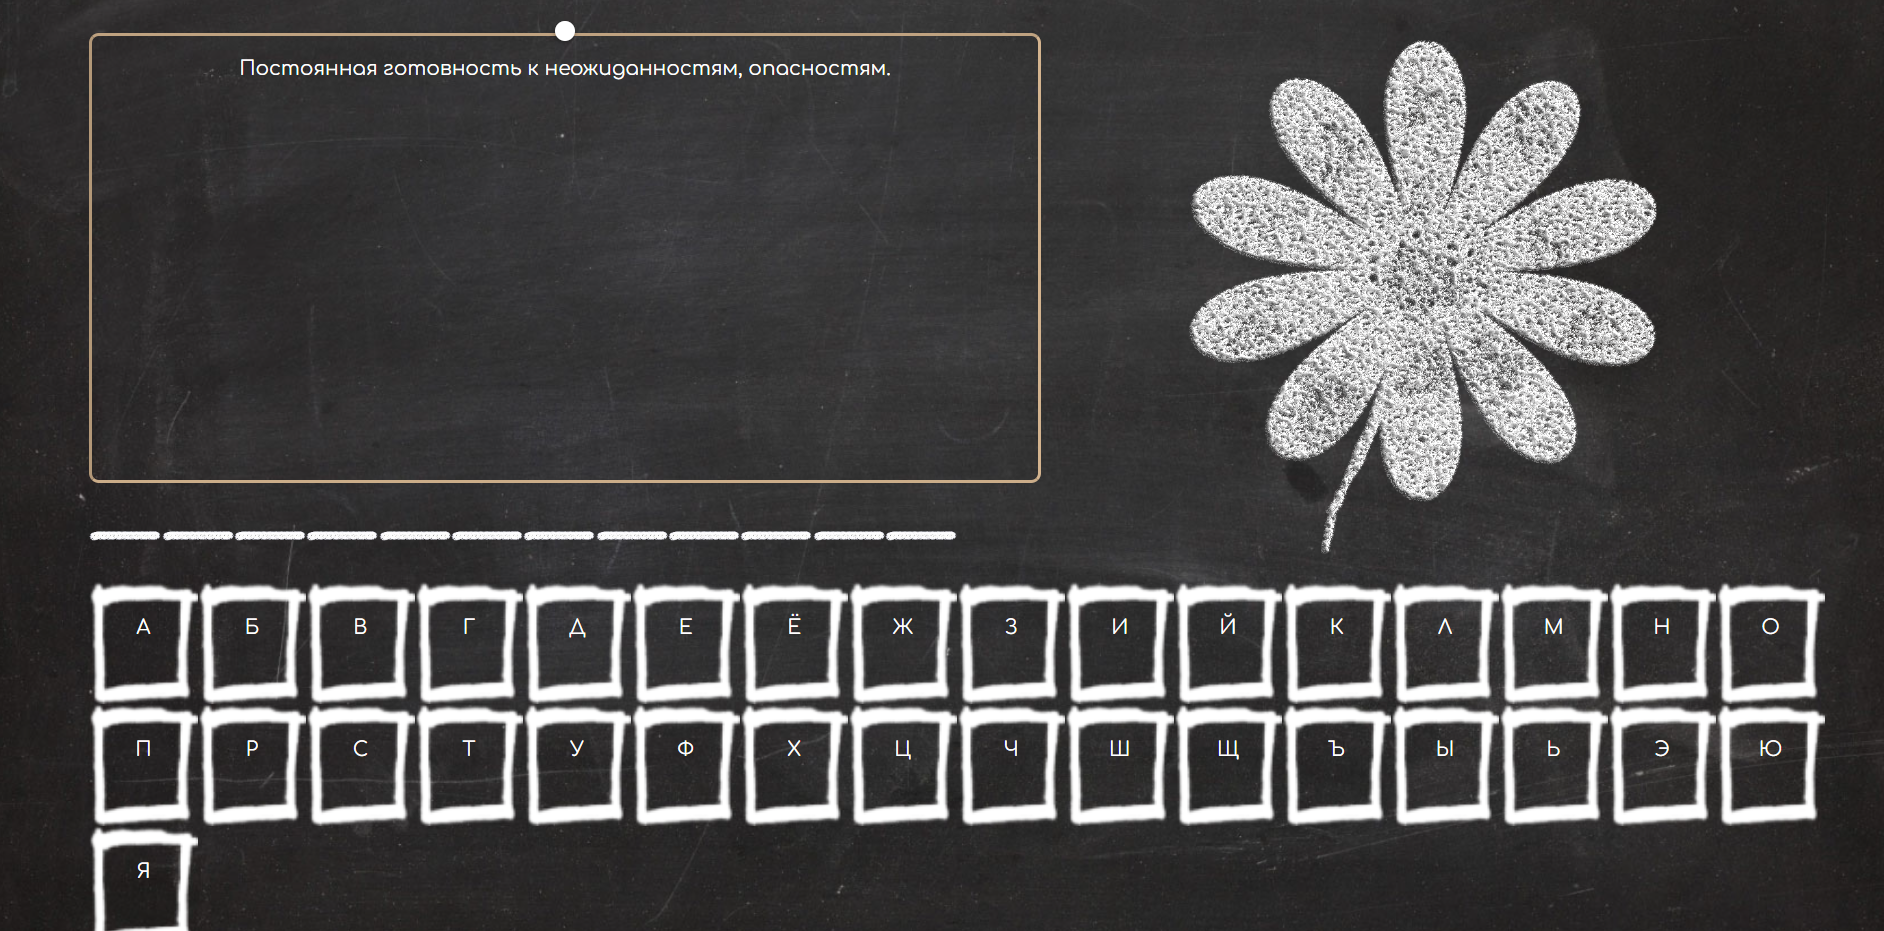 Постоянная готовность к неожиданностям, опасностям.
А Б В Г Д Е Ё Ж З И Й К Л М Н О
П Р С Т У Ф Х Ц Ч Ш Щ Ъ Ы Ь Э Ю
Я